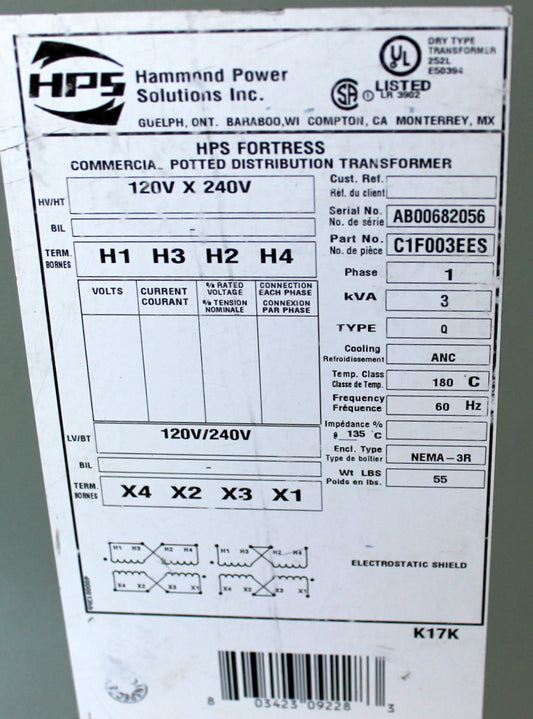 HPS
Hammond Power
Solutions Inc.
UL
DRY TYPE
TRANSFORMER
252L
E50394
LISTED
LR 3902
GUELPH, ONT. BARABOO, WI COMPTON, CA MONTERREY, MX
HPS FORTRESS
COMMERCIAL POTTED DISTRIBUTION TRANSFORMER
HV/HT 120V X 240V
BIL -
TERM. BORNES H1 H3 H2 H4
VOLTS
CURRENT
COURANT
% RATED
VOLTAGE
% TENSION
NOMINALE
CONNECTION
EACH PHASE
CONNEXION
PAR PHASE
LV/BT 120V/240V
BIL -
TERM. BORNES X4 X2 X3 X1
Cust. Ref.
Réf. du client
Serial No.
No. de série
AB00682056
Part No.
No. de pièce
C1F003EES
Phase 1
kVA 3
TYPE Q
Cooling
Refroidissement
ANC
Temp. Class
Classe de Temp.
180 °C
Frequency
Fréquence
60 Hz
Impédance %
@ 135 °C
Encl. Type
Type de boîtier
NEMA-3R
Wt LBS
Poids en lbs.
55
H1 H3 H2 H4
X4 X2 X3 X1
H1 H3 H2 H4
X4 X2 X3 X1
ELECTROSTATIC SHIELD
K17K
8 03423 09228 3